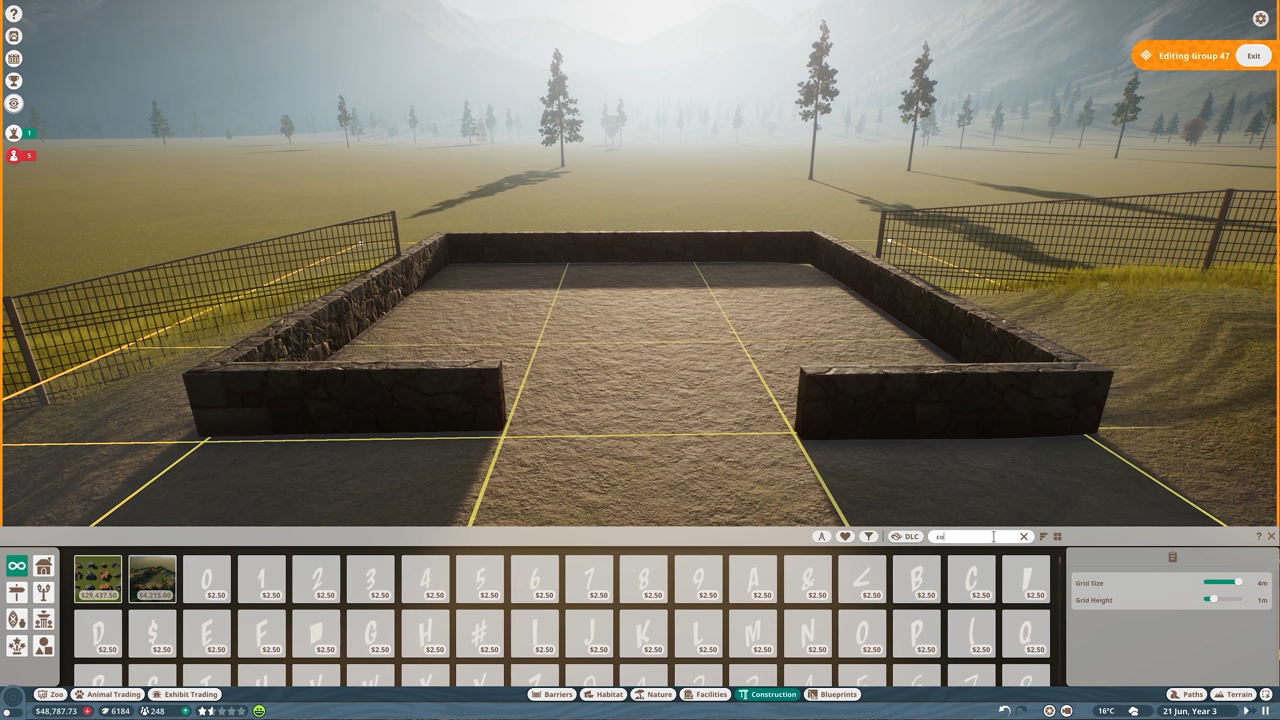 ?
Editing Group 47
Exit
1
5
DLC
co
?
$29,437.50
$4,215.00
0 $2.50
1 $2.50
2 $2.50
3 $2.50
4 $2.50
5 $2.50
6 $2.50
7 $2.50
8 $2.50
9 $2.50
A $2.50
& $2.50
< $2.50
B $2.50
C $2.50
$2.50
D $2.50
$ $2.50
E $2.50
F $2.50
$2.50
G $2.50
H $2.50
# $2.50
I $2.50
J $2.50
K $2.50
L $2.50
M $2.50
N $2.50
O $2.50
P $2.50
( $2.50
Q $2.50
Grid Size 4m
Grid Height 1m
Zoo
Animal Trading
Exhibit Trading
Barriers
Habitat
Nature
Facilities
Construction
Blueprints
Paths
Terrain
$48,787.73
6184
248
16°C
21 Jun, Year 3